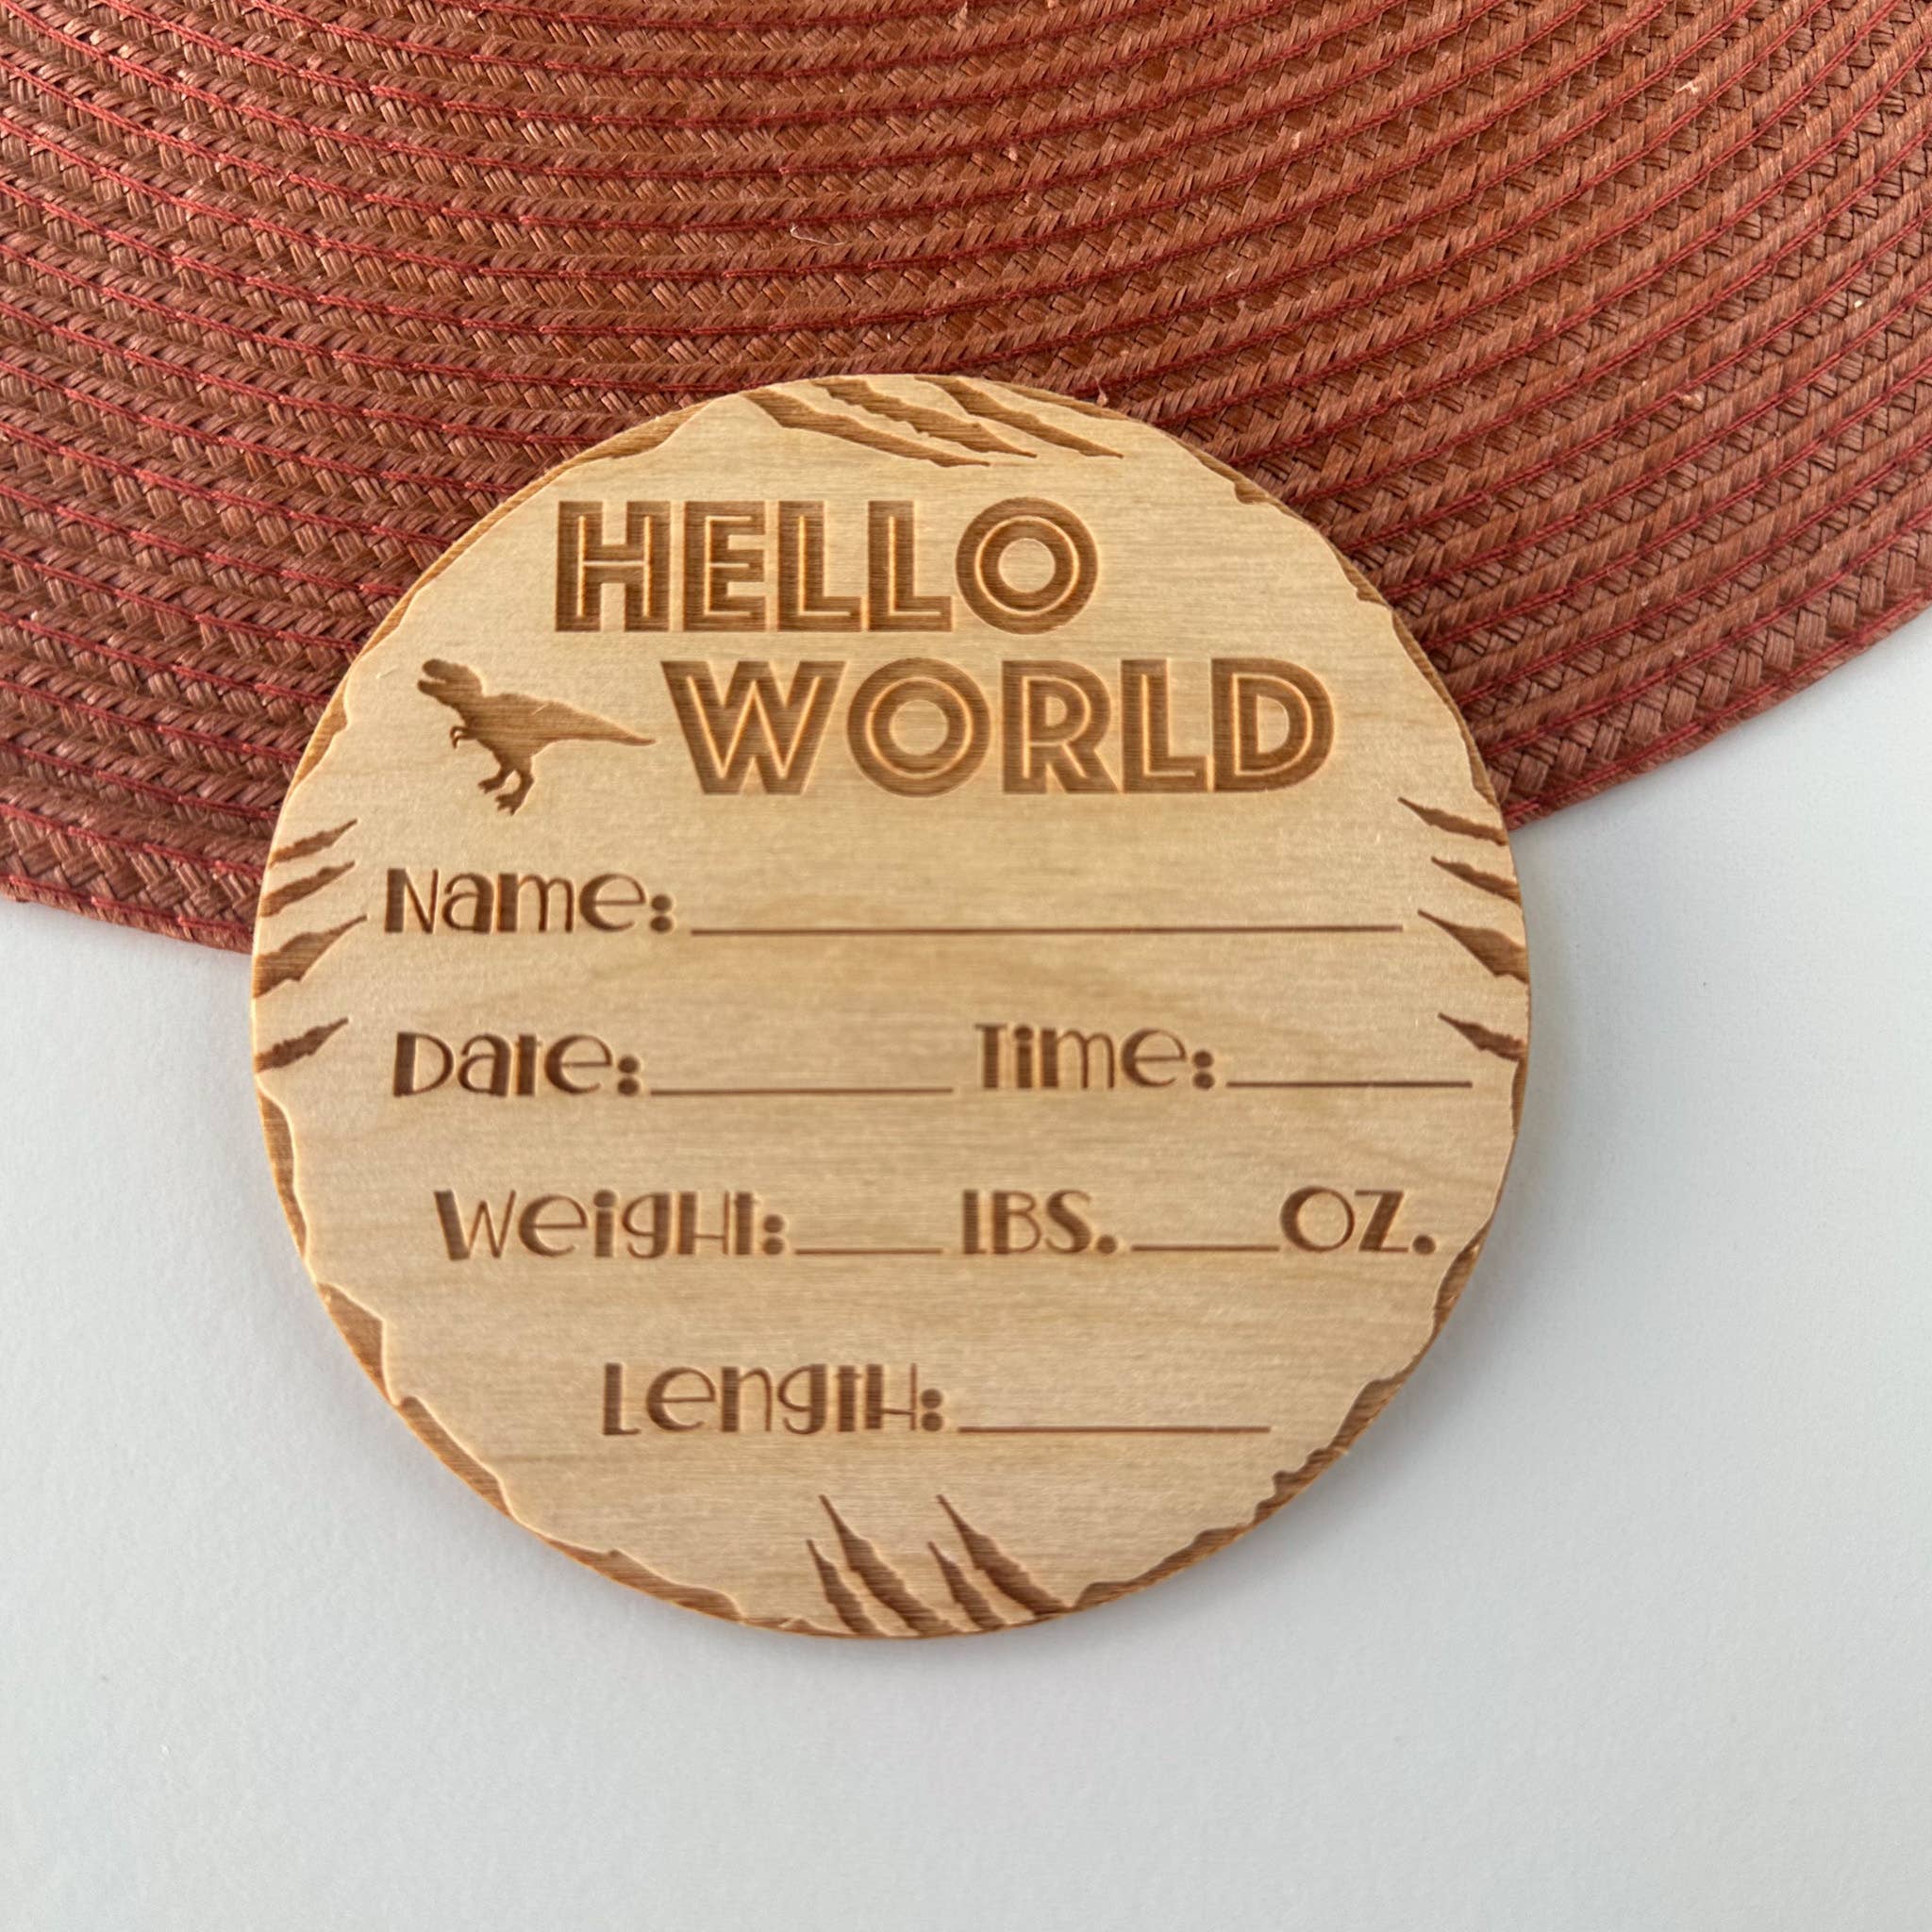 HELLO
WORLD
Name:
Date: Time:
Weight: LBS. OZ.
Length: